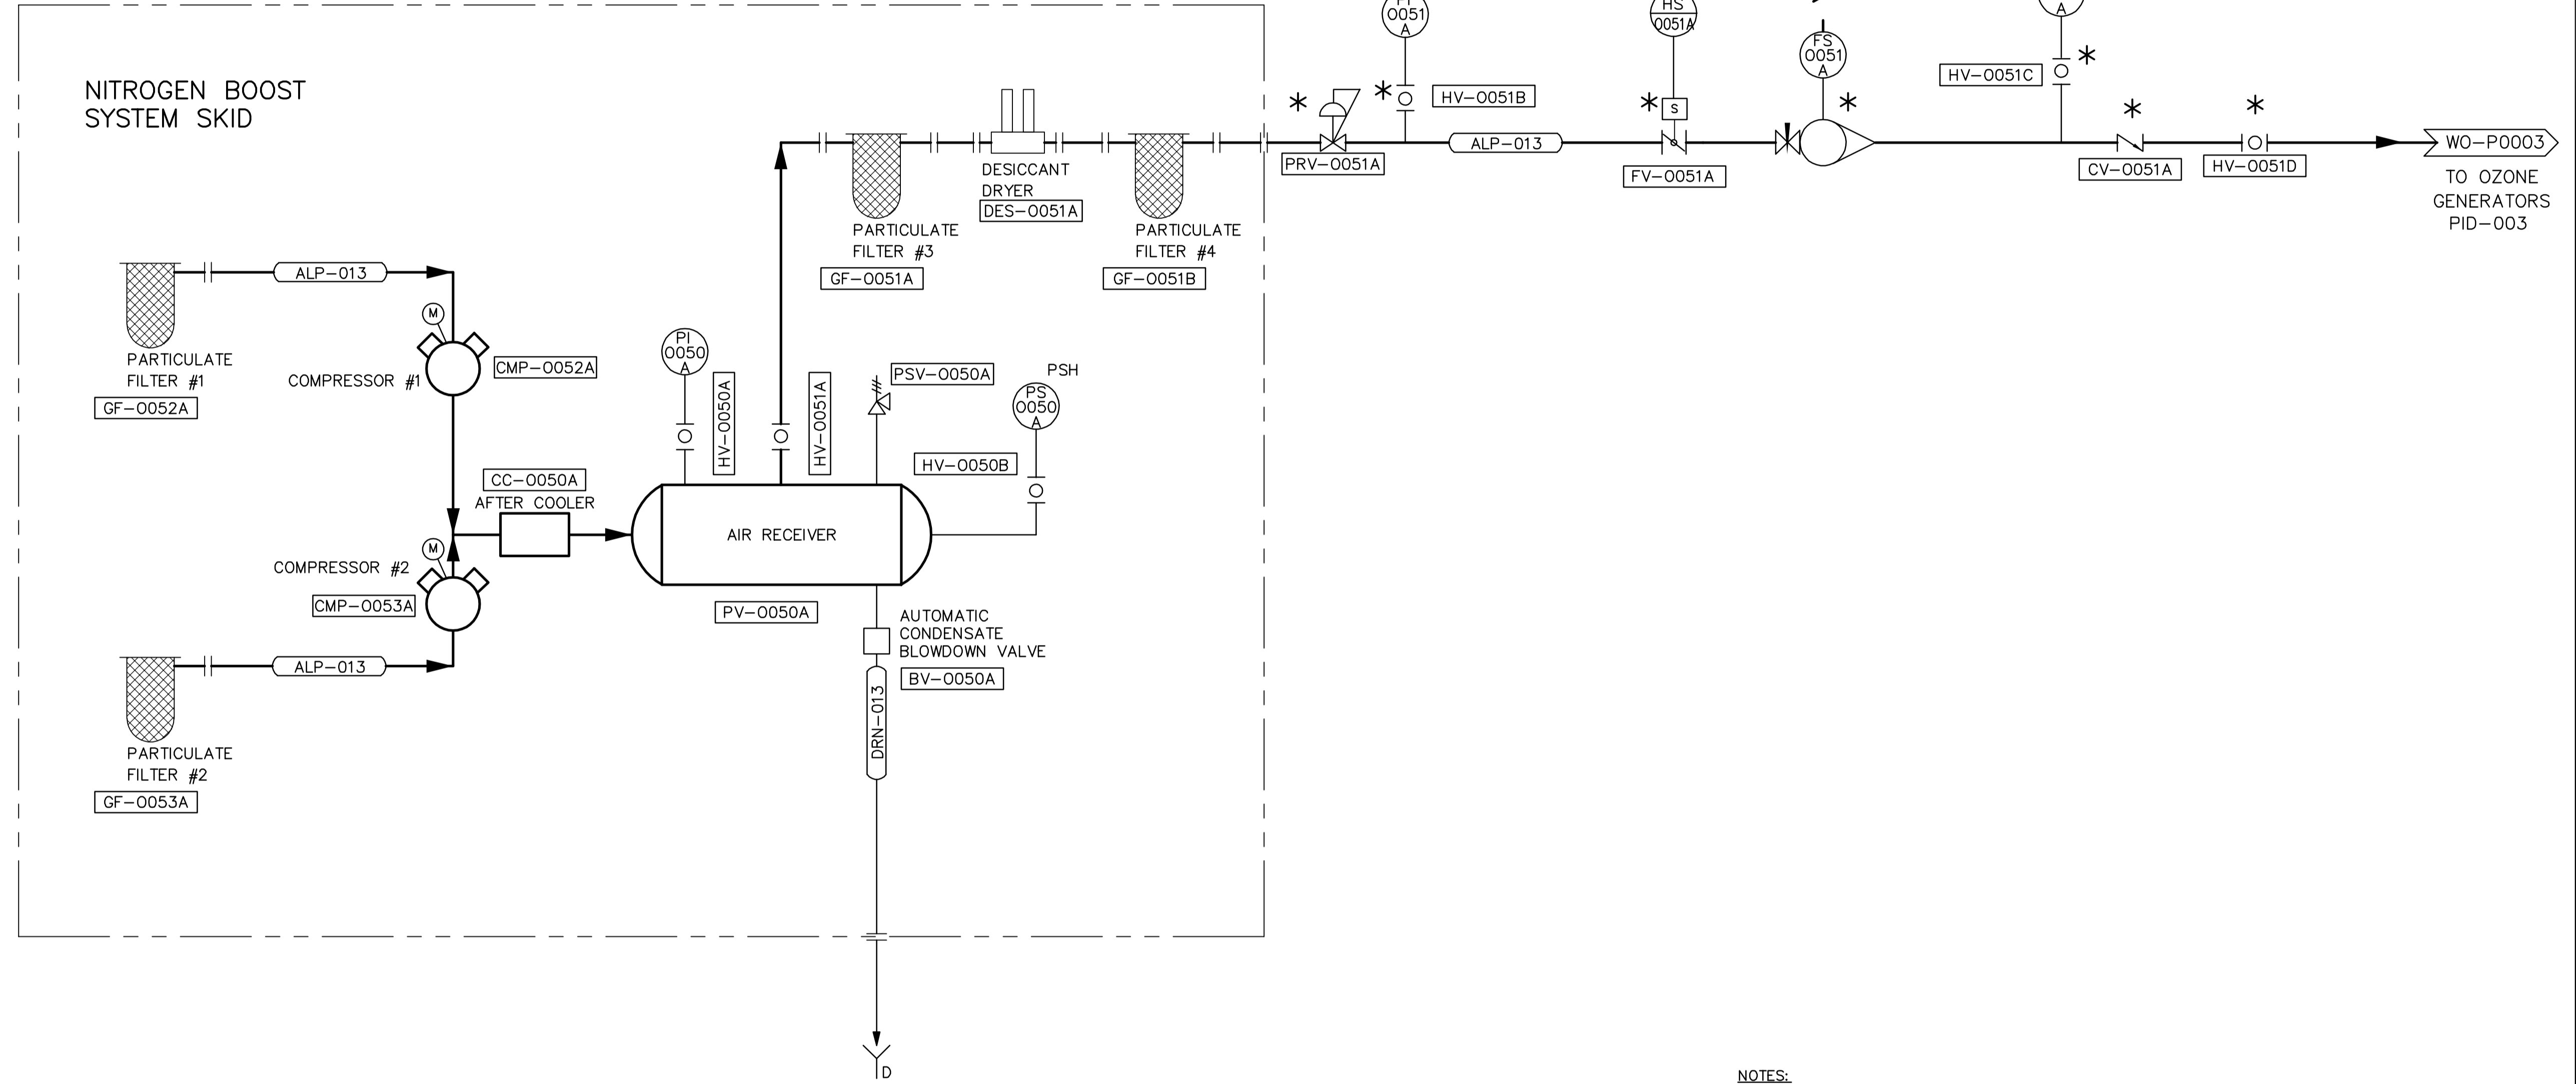 NITROGEN BOOST
SYSTEM SKID
0051
A
HS
0051A
FS
0051
A
A
HV-0051B
HV-0051C
PRV-0051A
ALP-013
FV-0051A
CV-0051A
HV-0051D
WO-P0003
TO OZONE
GENERATORS
PID-003
DESICCANT
DRYER
DES-0051A
PARTICULATE
FILTER #3
GF-0051A
PARTICULATE
FILTER #4
GF-0051B
S
ALP-013
M
PARTICULATE
FILTER #1
GF-0052A
COMPRESSOR #1
CMP-0052A
PI
0050
A
HV-0050A
HV-0051A
PSV-0050A
PSH
PS
0050
A
HV-0050B
CC-0050A
AFTER COOLER
AIR RECEIVER
M
COMPRESSOR #2
CMP-0053A
PV-0050A
AUTOMATIC
CONDENSATE
BLOWDOWN VALVE
BV-0050A
ALP-013
DRN-013
PARTICULATE
FILTER #2
GF-0053A
D
NOTES: